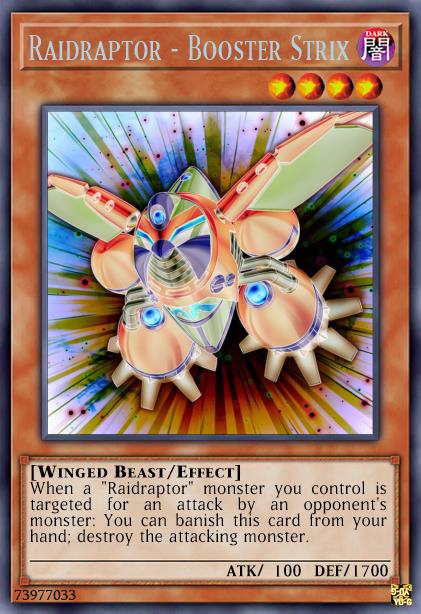 RAIDRAPTOR - BOOSTER STRIX
DARK
闇
[WINGED BEAST/EFFECT]
When a "Raidraptor" monster you control is
targeted for an attack by an opponent's
monster: You can banish this card from your
hand; destroy the attacking monster.
ATK/ 100 DEF/1700
73977033